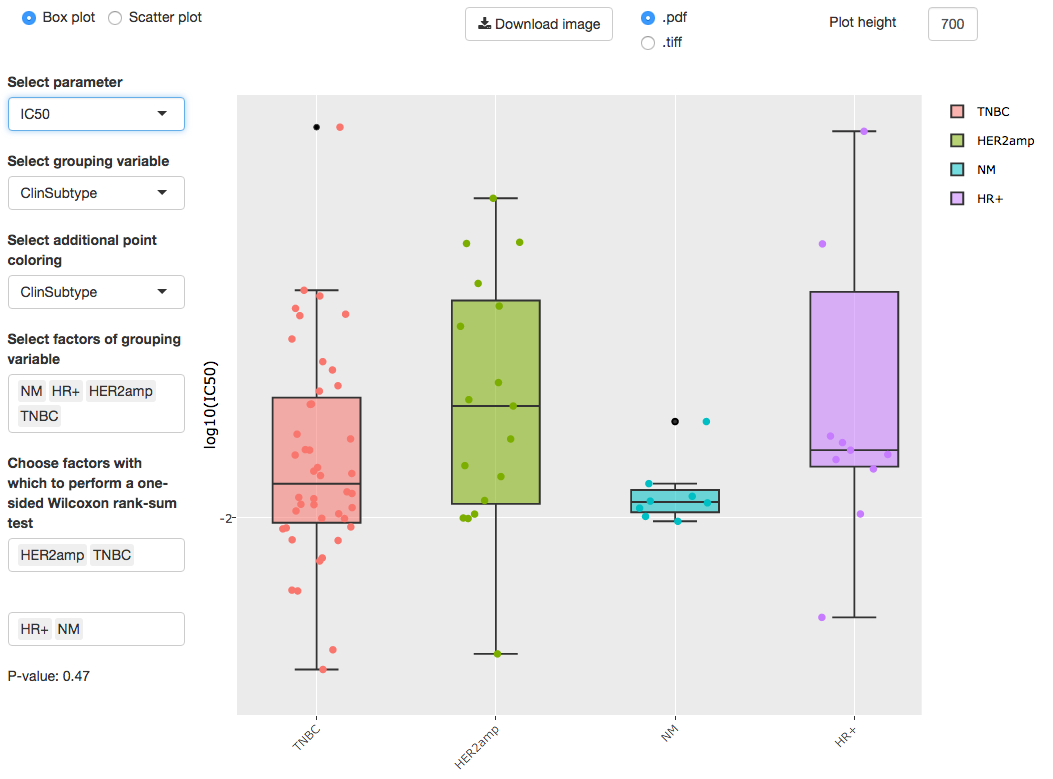 Box plot
Scatter plot
Download image
.pdf
.tiff
Plot height
700
Select parameter
IC50
Select grouping variable
ClinSubtype
Select additional point
coloring
ClinSubtype
Select factors of grouping
variable
NM HR+ HER2amp
TNBC
Choose factors with
which to perform a one-
sided Wilcoxon rank-sum
test
HER2amp TNBC
HR+ NM
P-value: 0.47
log10(IC50)
-2
TNBC
HER2amp
NM
HR+
TNBC
HER2amp
NM
HR+